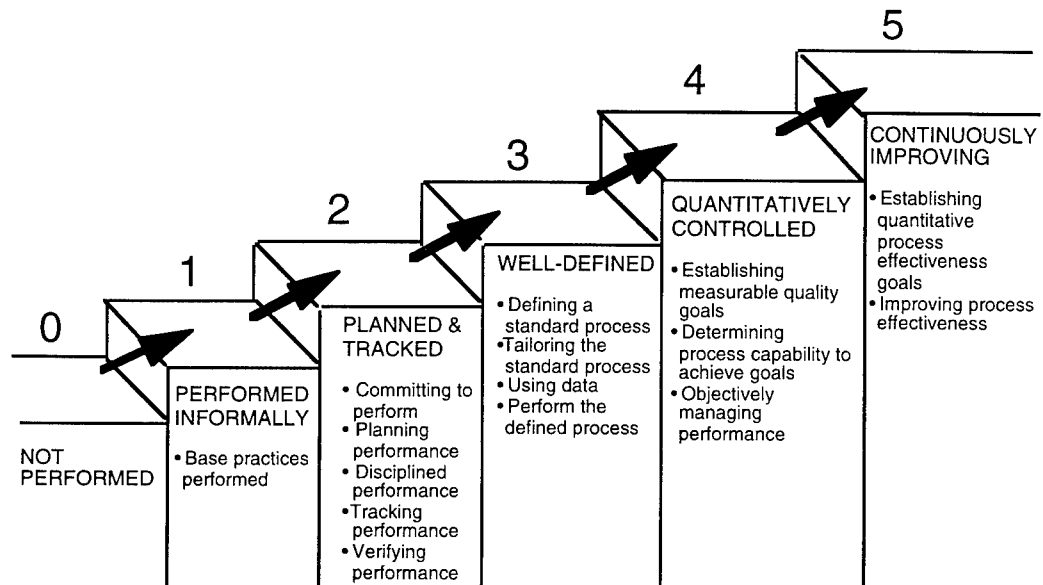 0
NOT
PERFORMED
1
PERFORMED
INFORMALLY
• Base practices
performed
2
PLANNED &
TRACKED
• Committing to
perform
• Planning
performance
• Disciplined
performance
•Tracking
performance
• Verifying
performance
3
WELL-DEFINED
• Defining a
standard process
•Tailoring the
standard process
• Using data
• Perform the
defined process
4
QUANTITATIVELY
CONTROLLED
• Establishing
measurable quality
goals
• Determining
process capability to
achieve goals
• Objectively
managing
performance
5
CONTINUOUSLY
IMPROVING
• Establishing
quantitative
process
effectiveness
goals
• Improving process
effectiveness